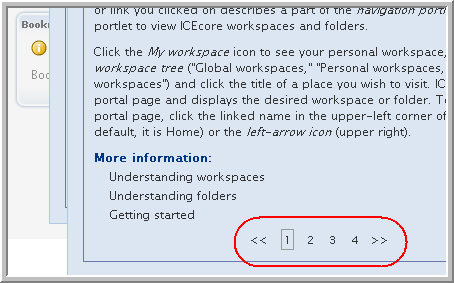 or link you clicked on describes a part of the navigation
portlet to view ICEcore workspaces and folders.
Book
Boo
Click the My workspace icon to see your personal workspace,
workspace tree ("Global workspaces," "Personal workspaces,
workspaces") and click the title of a place you wish to visit.
portal page and displays the desired workspace or folder.
portal page, click the linked name in the upper-left corner of
default, it is Home) or the left-arrow icon (upper right).
More information:
Understanding workspaces
Understanding folders
Getting started
<< 1 2 3 4 >>